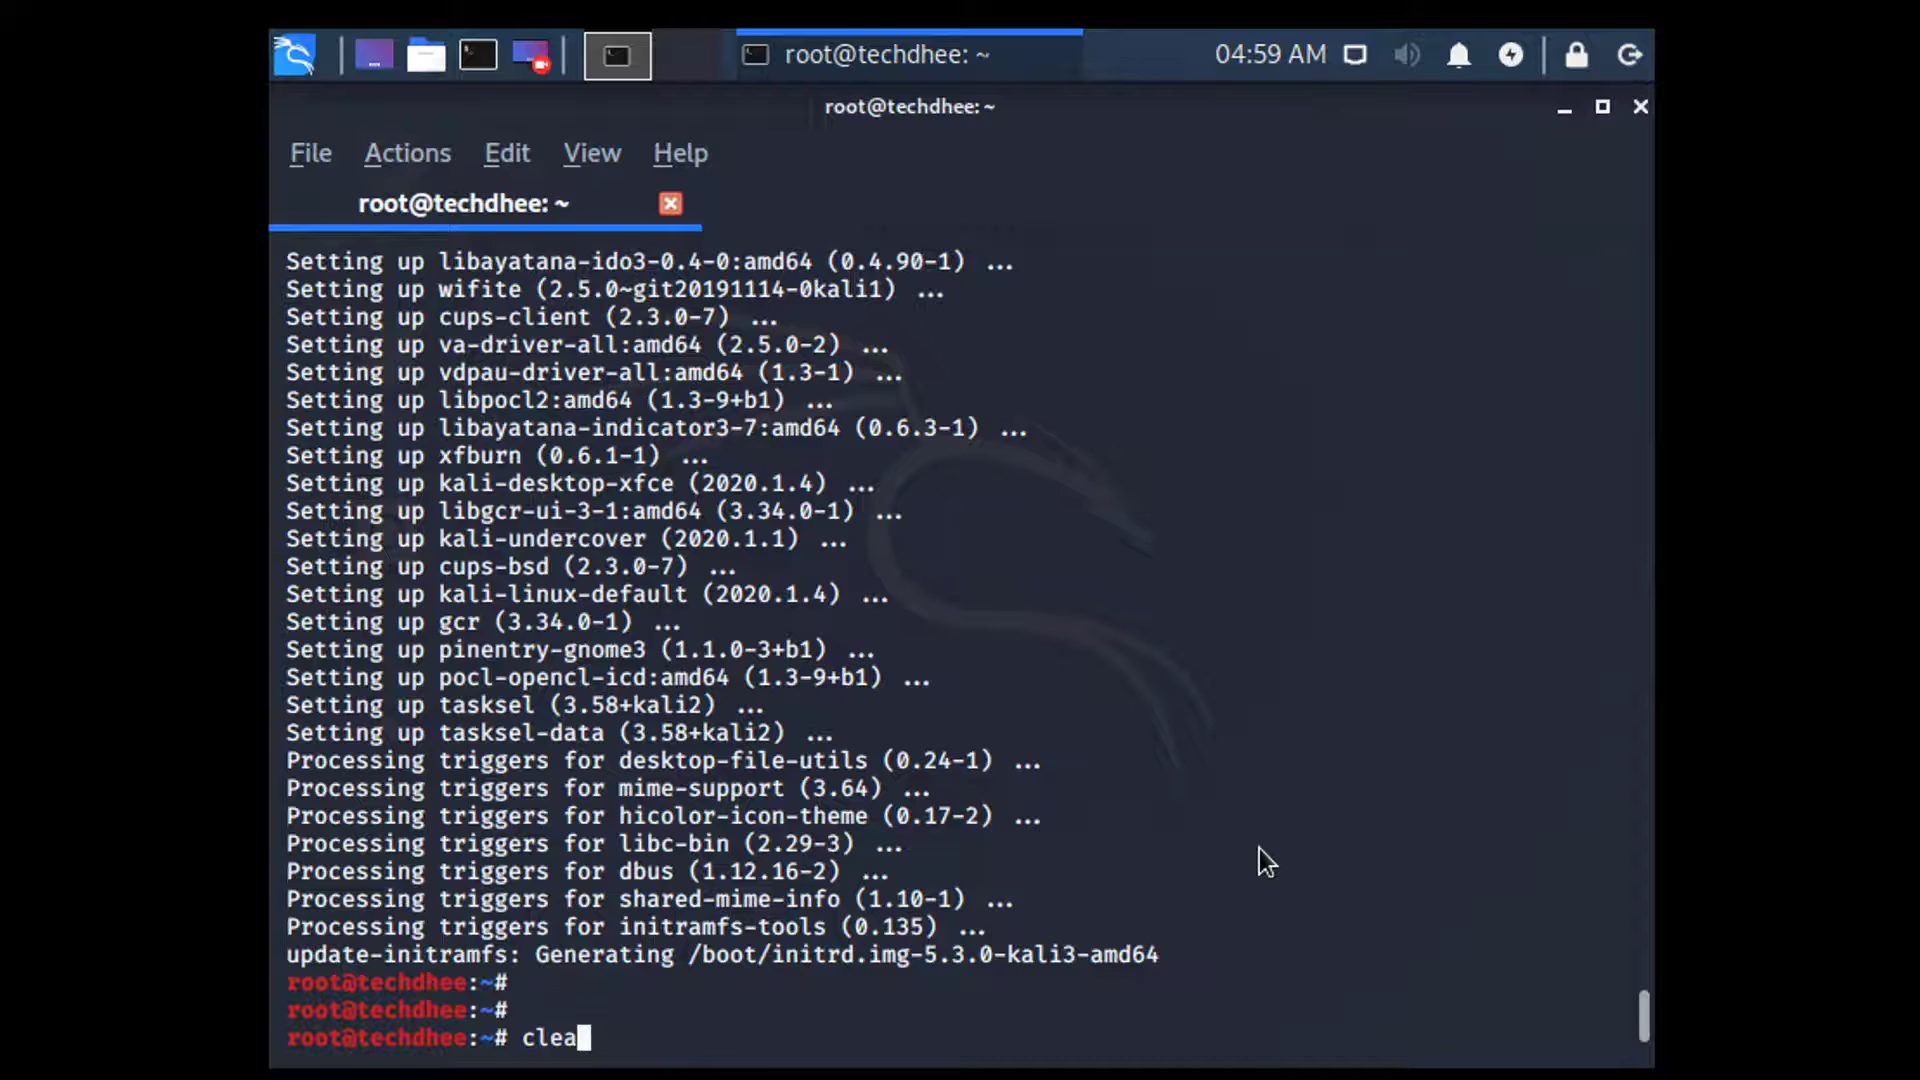 root@techdhee: ~
04:59 AM
root@techdhee: ~
File Actions Edit View Help
root@techdhee: ~
Setting up libayatana-ido3-0.4-0:amd64 (0.4.90-1) ...
Setting up wifite (2.5.0~git20191114-0kali1) ...
Setting up cups-client (2.3.0-7) ...
Setting up va-driver-all:amd64 (2.5.0-2) ...
Setting up vdpau-driver-all:amd64 (1.3-1) ...
Setting up libpocl2:amd64 (1.3-9+b1) ...
Setting up libayatana-indicator3-7:amd64 (0.6.3-1) ...
Setting up xfburn (0.6.1-1) ...
Setting up kali-desktop-xfce (2020.1.4) ...
Setting up libgcr-ui-3-1:amd64 (3.34.0-1) ...
Setting up kali-undercover (2020.1.1) ...
Setting up cups-bsd (2.3.0-7) ...
Setting up kali-linux-default (2020.1.4) ...
Setting up gcr (3.34.0-1) ...
Setting up pinentry-gnome3 (1.1.0-3+b1) ...
Setting up pocl-opencl-icd:amd64 (1.3-9+b1) ...
Setting up tasksel (3.58+kali2) ...
Setting up tasksel-data (3.58+kali2) ...
Processing triggers for desktop-file-utils (0.24-1) ...
Processing triggers for mime-support (3.64) ...
Processing triggers for hicolor-icon-theme (0.17-2) ...
Processing triggers for libc-bin (2.29-3) ...
Processing triggers for dbus (1.12.16-2) ...
Processing triggers for shared-mime-info (1.10-1) ...
Processing triggers for initramfs-tools (0.135) ...
update-initramfs: Generating /boot/initrd.img-5.3.0-kali3-amd64
root@techdhee:~#
root@techdhee:~#
root@techdhee:~# clea